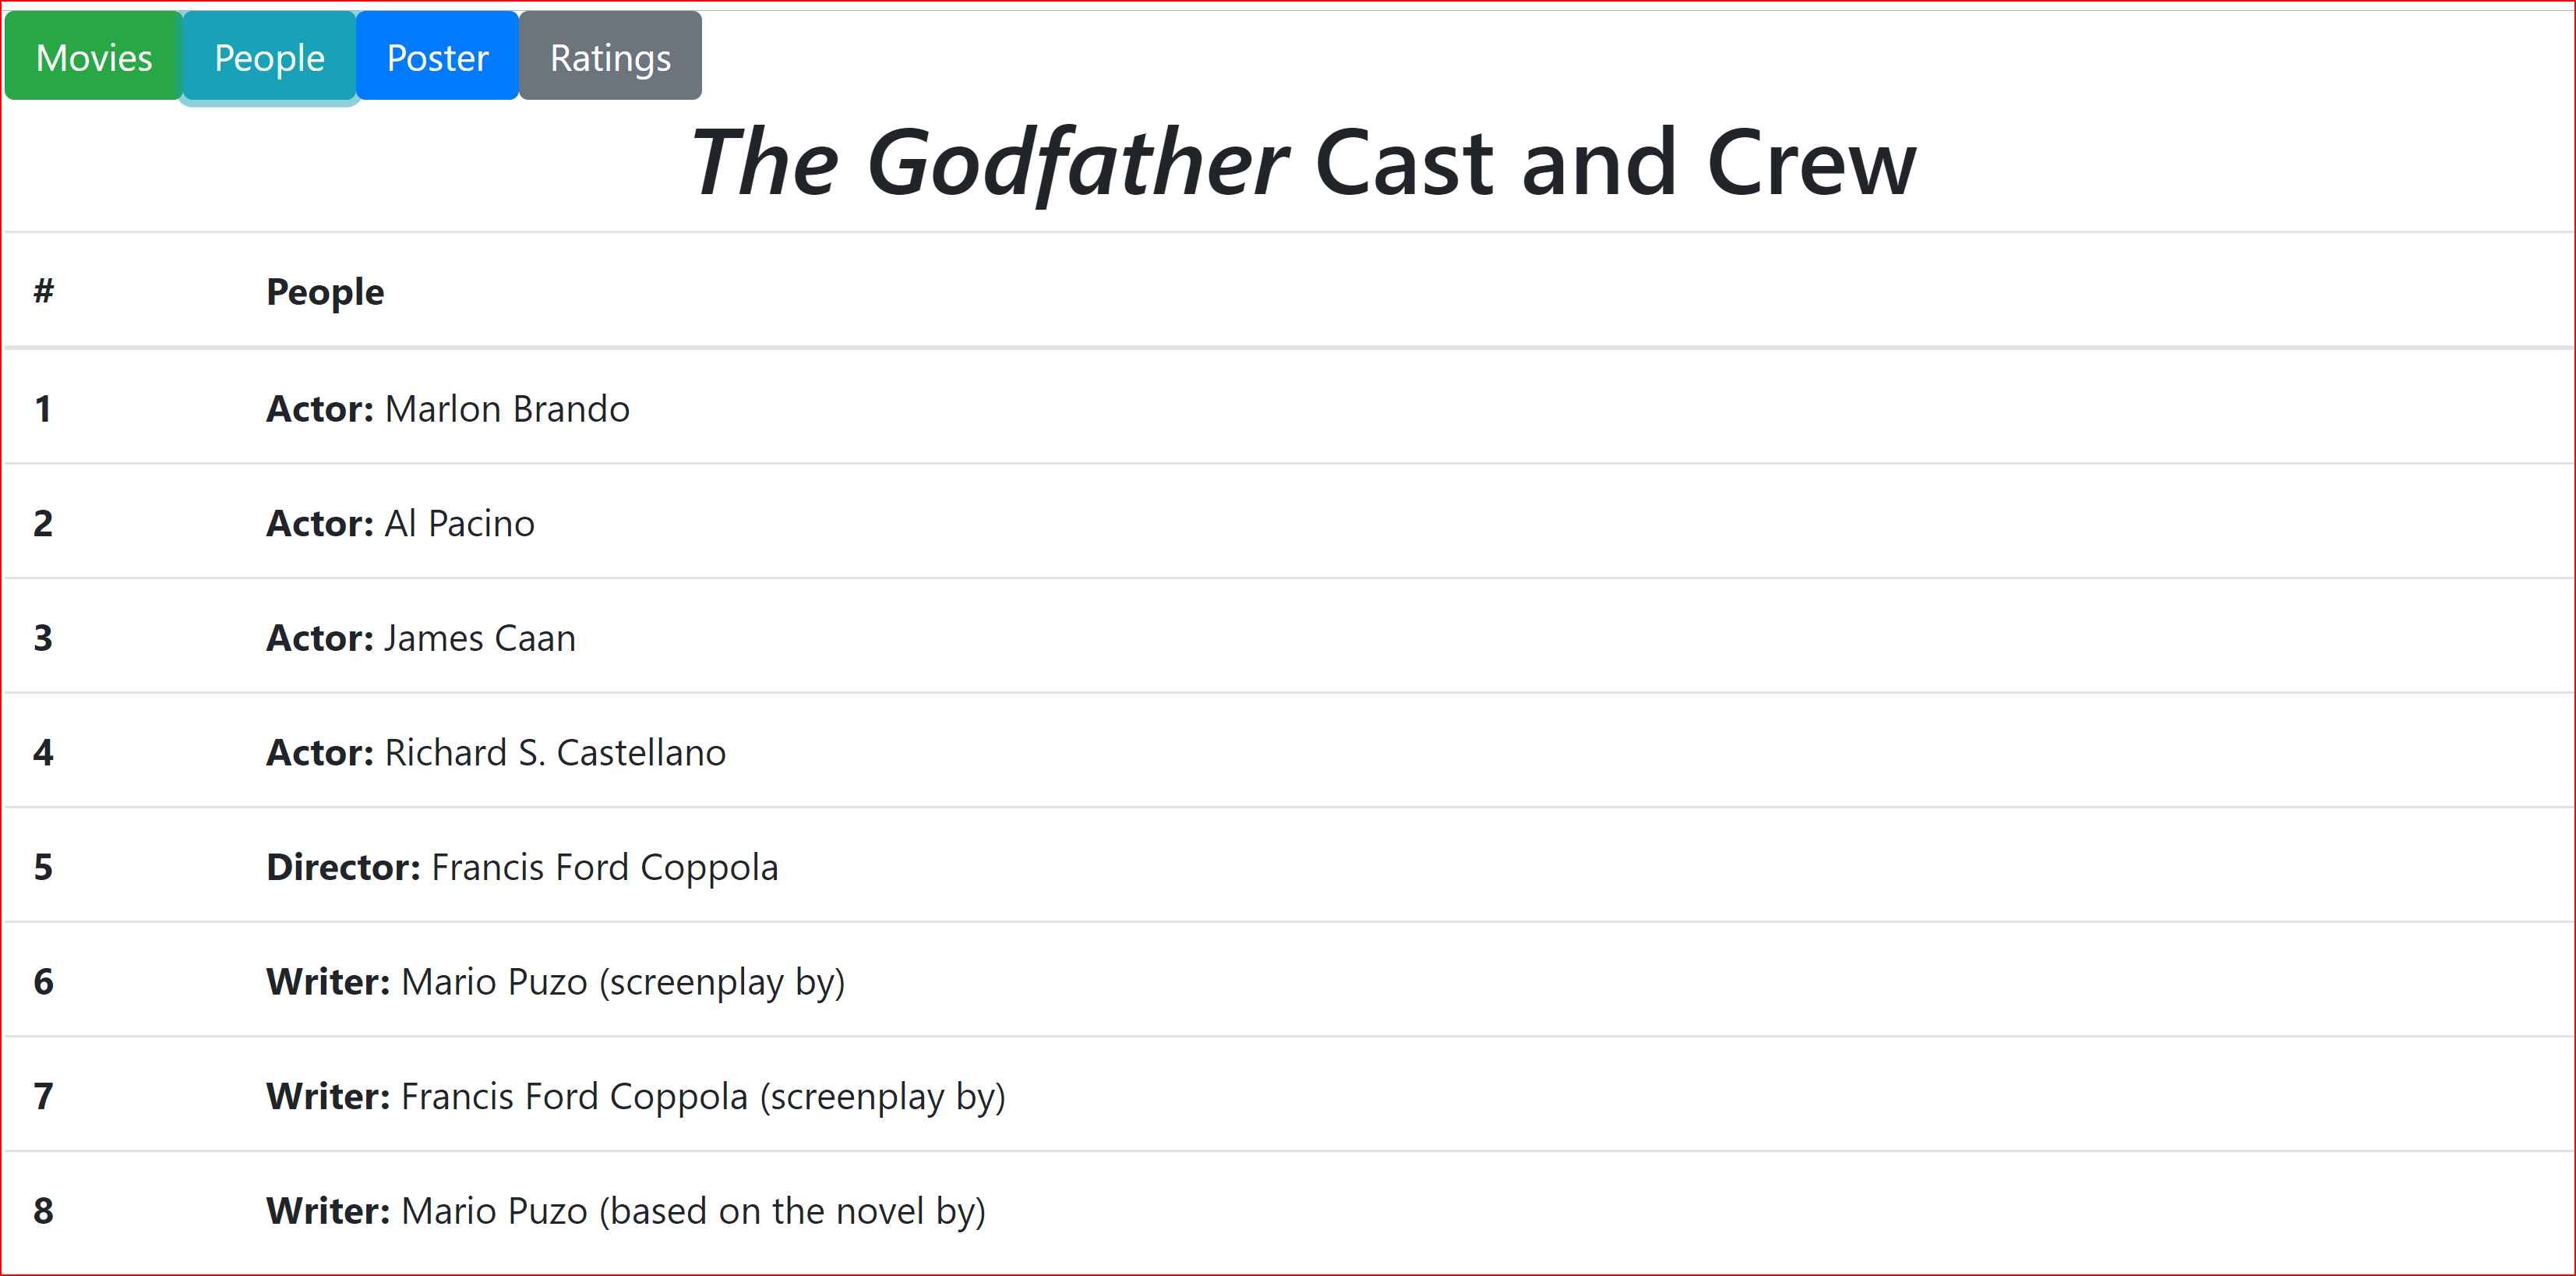 Movies People Poster Ratings
The Godfather Cast and Crew
# People
1 Actor: Marlon Brando
2 Actor: Al Pacino
3 Actor: James Caan
4 Actor: Richard S. Castellano
5 Director: Francis Ford Coppola
6 Writer: Mario Puzo (screenplay by)
7 Writer: Francis Ford Coppola (screenplay by)
8 Writer: Mario Puzo (based on the novel by)